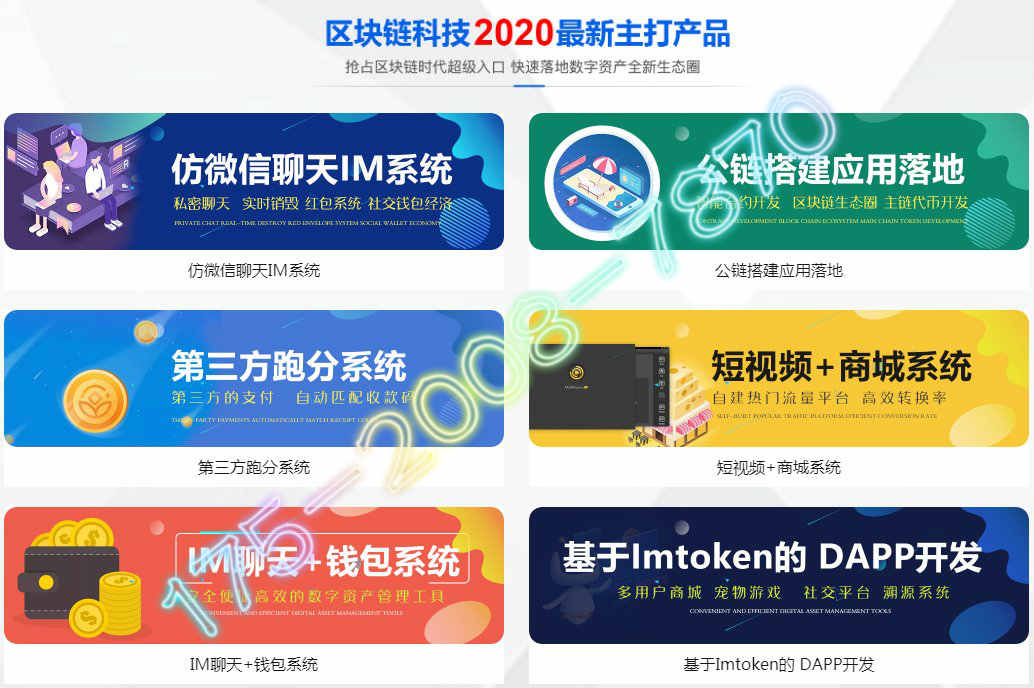 区块链科技2020最新主打产品
抢占区块链时代超级入口 快速落地数字资产全新生态圈
仿微信聊天IM系统
私密聊天 实时销毁 红包系统 社交钱包经济
PRIVATE CHAT REAL-TIME DESTROY RED ENVELOPE SYSTEM SOCIAL WALLET ECONOMY
仿微信聊天IM系统
公链搭建应用落地
智能合约开发 区块链生态圈 主链代币开发
CONTRACT DEVELOPMENT BLOCK CHAIN ECOSYSTEM MAIN CHAIN TOKEN DEVELOPMENT
公链搭建应用落地
第三方跑分系统
第三方的支付 自动匹配收款码
PARTY PAYMENTS AUTOMATICALLY MATCH RECEIPT
第三方跑分系统
短视频+商城系统
自建热门流量平台 高效转换率
SELF-BUILT POPULAR TRAFFIC PLATFORM EFFICIENT CONVERSION RATE
短视频+商城系统
IM聊天+钱包系统
安全便捷高效的数字资产管理工具
CONVENIENT AND EFFICIENT DIGITAL ASSET MANAGEMENT TOOLS
IM聊天+钱包系统
基于Imtoken的 DAPP开发
多用户商城 宠物游戏 社交平台 溯源系统
CONVENIENT AND EFFICIENT DIGITAL ASSET MANAGEMENT TOOLS
基于Imtoken的 DAPP开发
175-2008-1840